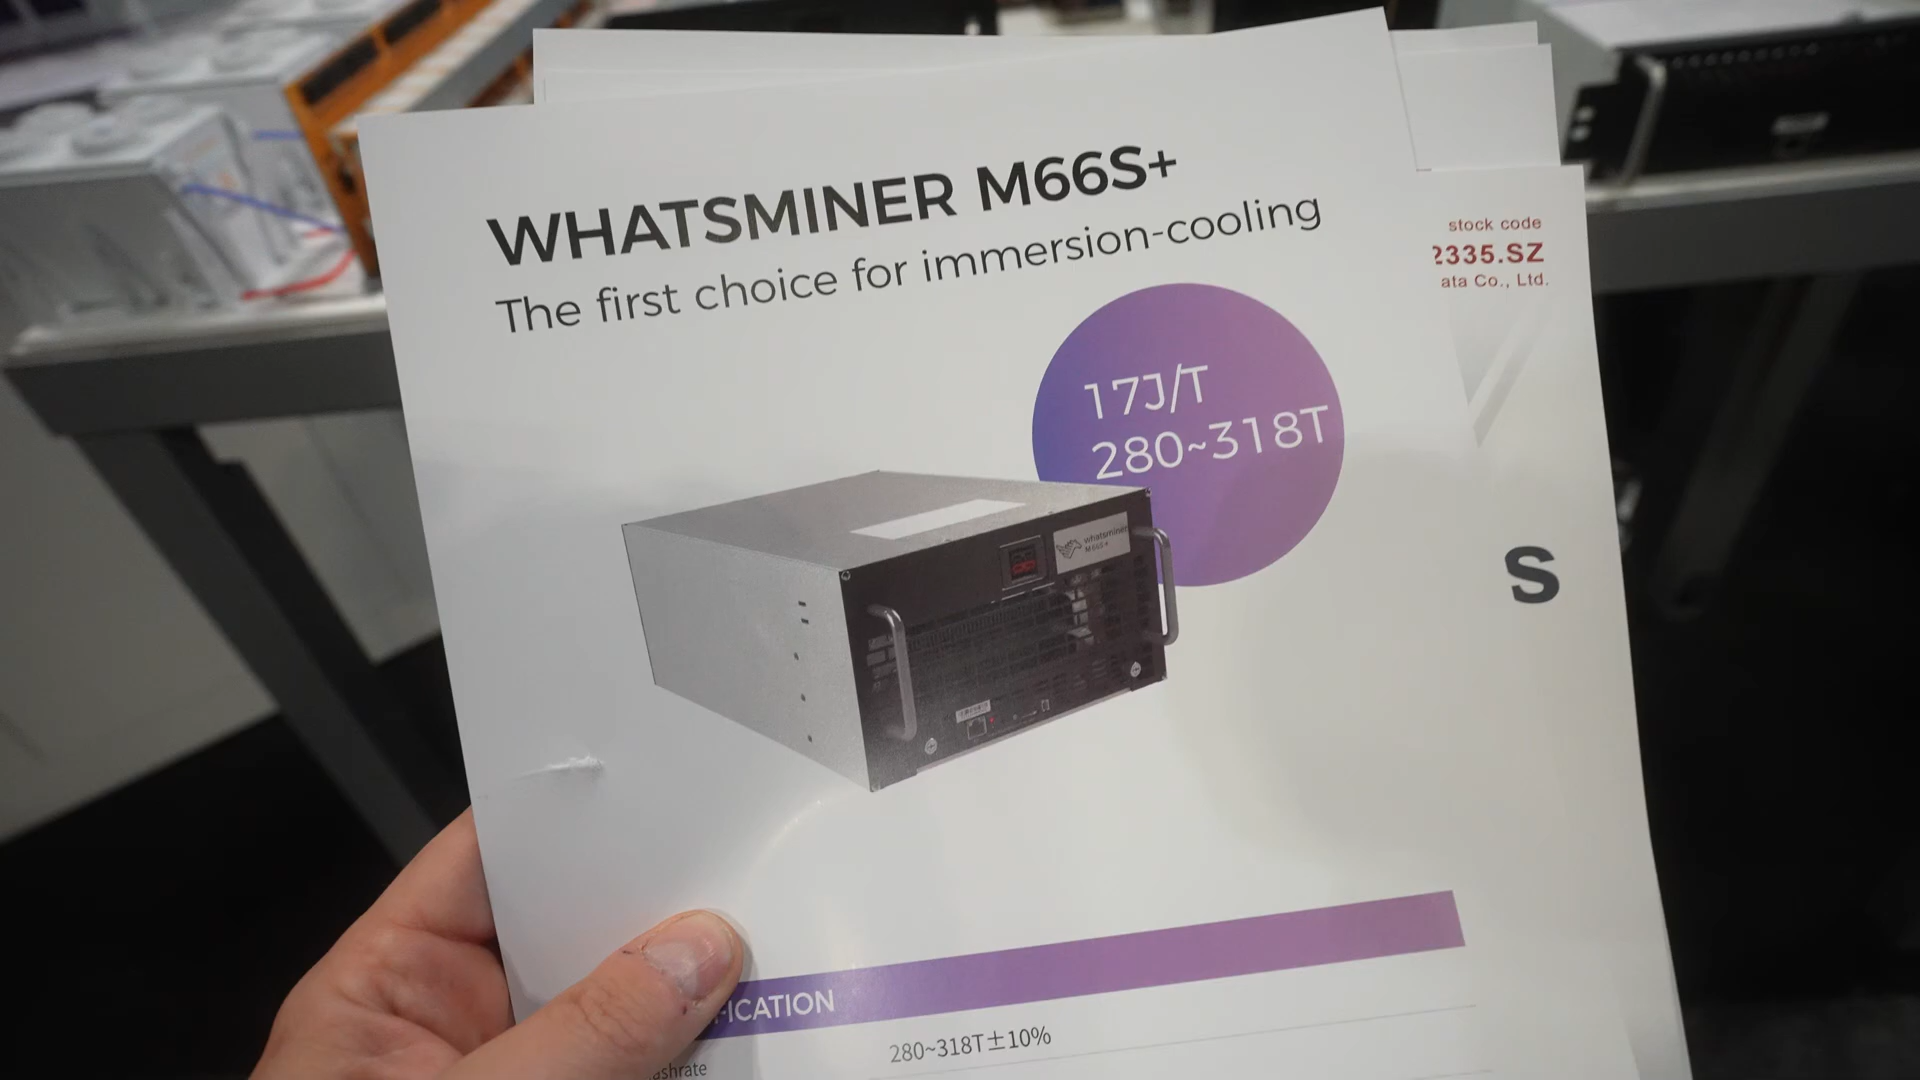 WHATSMINER M66S+
The first choice for immersion-cooling
17J/T
280~318T
whatsminer
M66S+
stock code
2335.SZ
ata Co., Ltd.
S
FICATION
280~318T±10%
ashrate